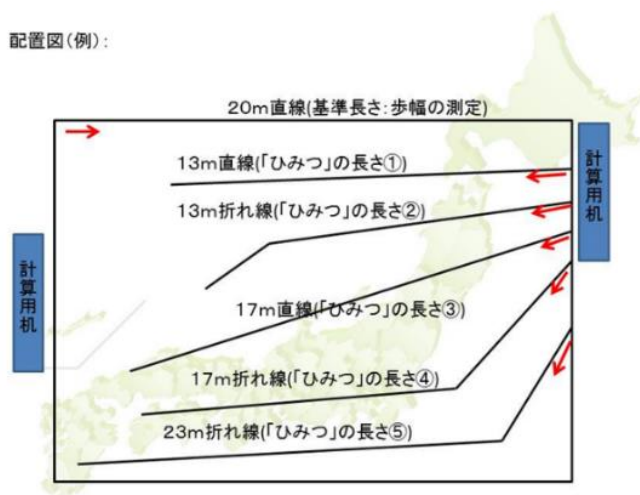 配置図(例):
20m直線(基準長さ:歩幅の測定)
13m直線(「ひみつ」の長さ①)
計算用机
13m折れ線(「ひみつ」の長さ②)
計算用机
17m直線(「ひみつ」の長さ③)
17m折れ線(「ひみつ」の長さ④)
23m折れ線(「ひみつ」の長さ⑤)